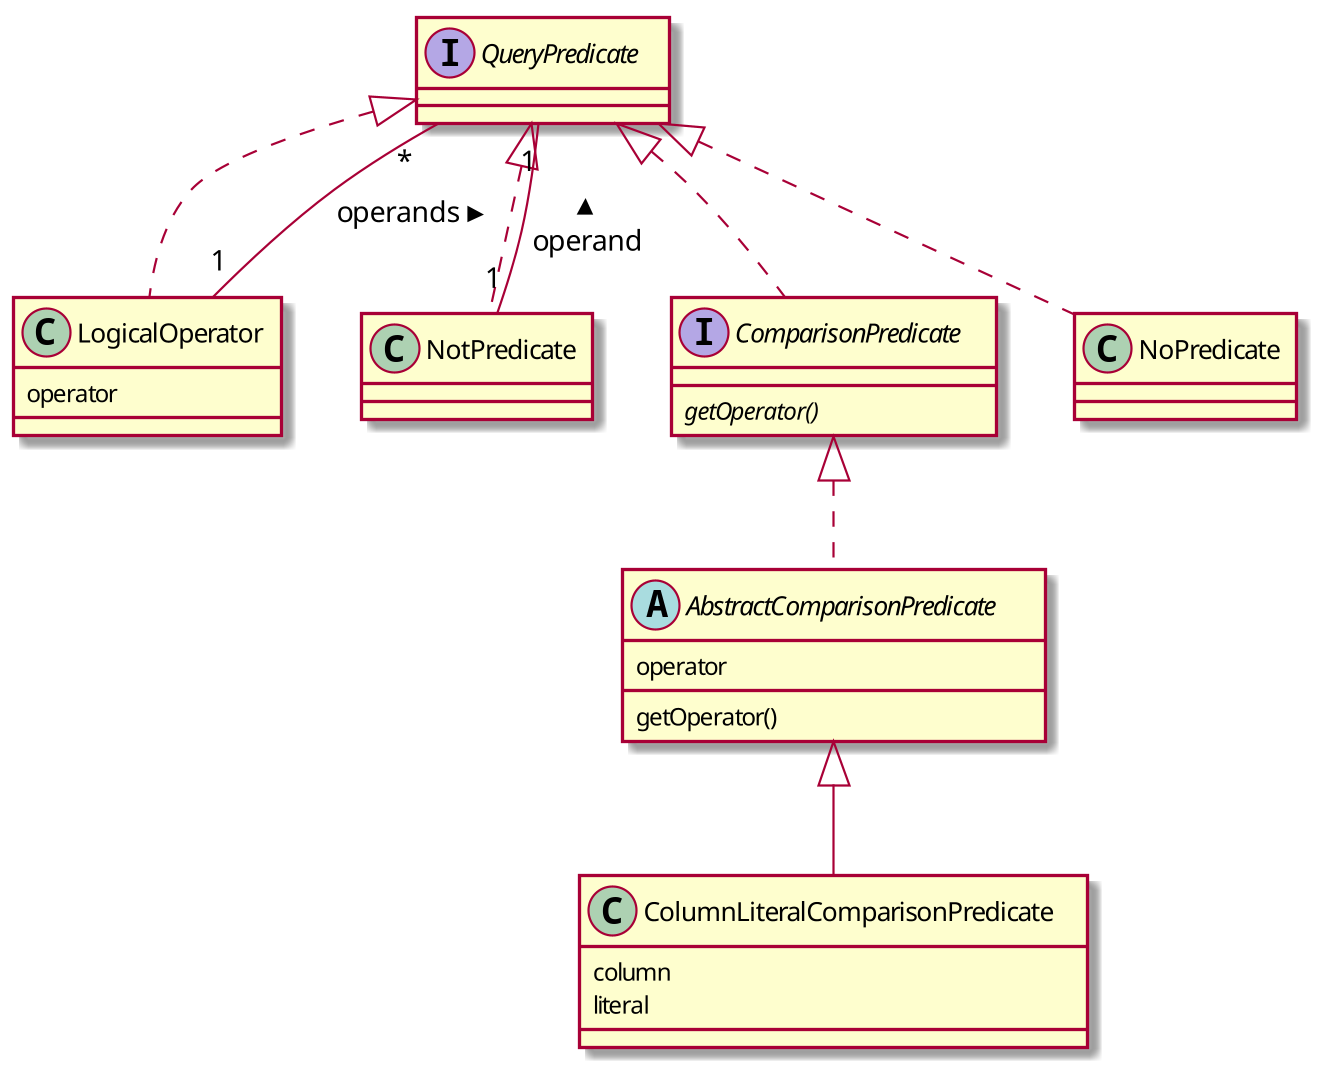 I QueryPredicate
*
1
operands ►
▲
operand
1
1
C LogicalOperator
operator
C NotPredicate
I ComparisonPredicate
getOperator()
C NoPredicate
A AbstractComparisonPredicate
operator
getOperator()
C ColumnLiteralComparisonPredicate
column
literal